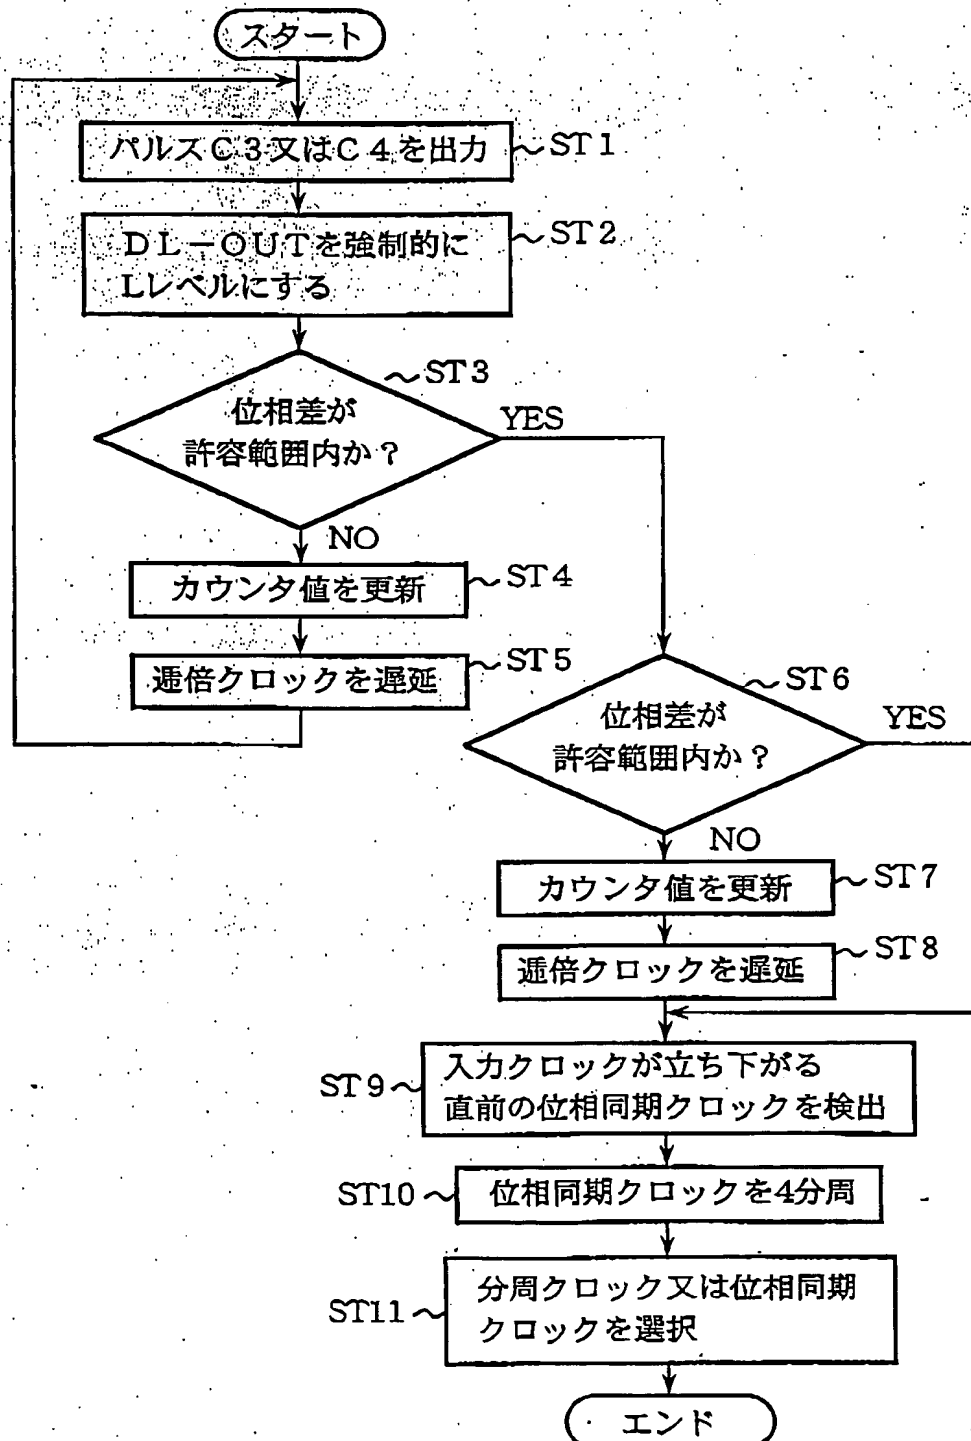 スタート
パルスC3又はC4を出力
ST1
DL-OUTを強制的に
Lレベルにする
ST2
ST3
位相差が
許容範囲内か?
YES
NO
カウンタ値を更新
ST4
逓倍クロックを遅延
ST5
ST6
位相差が
許容範囲内か?
YES
NO
カウンタ値を更新
ST7
逓倍クロックを遅延
ST8
ST9
入力クロックが立ち下がる
直前の位相同期クロックを検出
ST10
位相同期クロックを4分周
ST11
分周クロック又は位相同期
クロックを選択
エンド